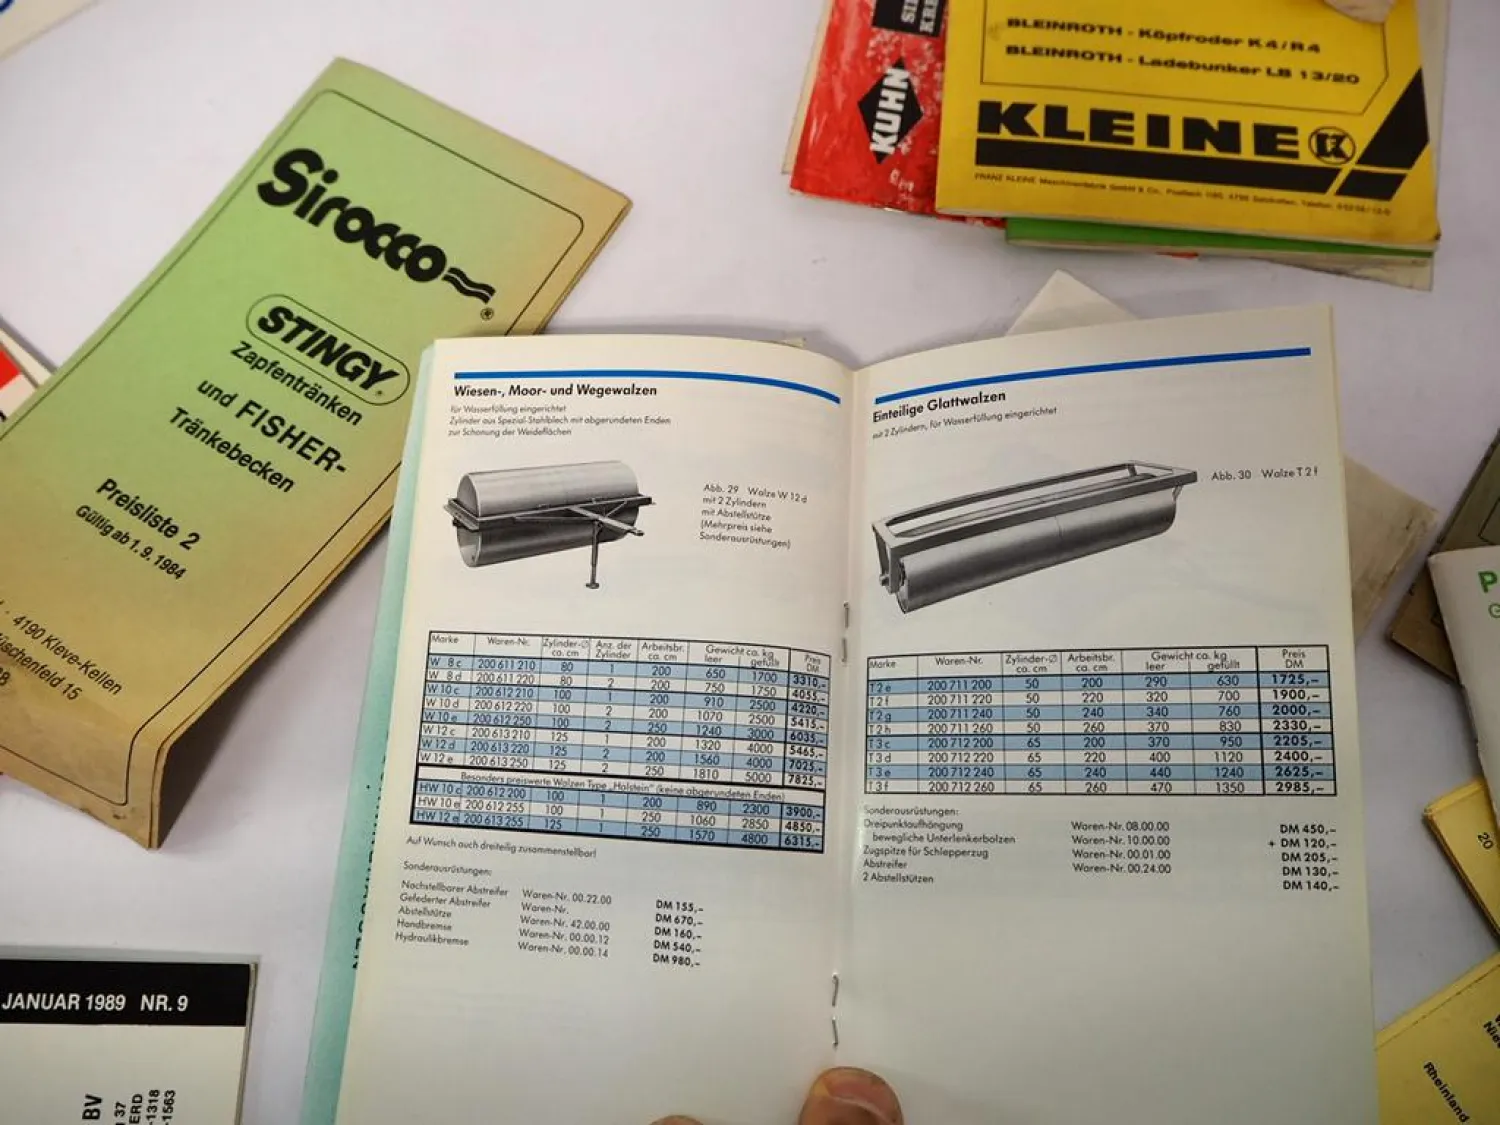 Sirocco
®
STINGY
Zapfentränken
und FISHER-
Tränkebecken
Preisliste 2
Gültig ab 1.9.1984
4190 Kleve-Kellen
KUHN
BLEINROTH - Köpfroder K4/R4
BLEINROTH - Ladebunker LB 13/20
KLEINE
FRANZ KLEINE Maschinenfabrik GmbH & Co.
Wiesen-, Moor- und Wegewalzen
für Wasserfüllung eingerichtet
Zylinder aus Spezial-Stahlblech mit abgerundeten Enden
zur Schonung der Weideflächen
Abb. 29 Walze W 12 d
mit 2 Zylindern
mit Abstellstütze
(Mehrpreis siehe
Sonderausrüstungen)
Marke Waren-Nr. Zylinder-∅ ca. cm Anz. der Zylinder Arbeitsbr. ca. cm Gewicht ca. kg leer gefüllt Preis DM
W 8 c 200 611 210 80 1 200 650 1700 3310,-
W 8 d 200 611 220 80 2 200 750 1750 4055,-
W 10 c 200 612 210 100 1 200 910 2500 4220,-
W 10 d 200 612 220 100 2 200 1070 2500 5415,-
W 10 e 200 612 250 100 2 250 1240 3000 6035,-
W 12 c 200 613 210 125 1 200 1320 4000 5465,-
W 12 d 200 613 220 125 2 200 1560 4000 7025,-
W 12 e 200 613 250 125 2 250 1810 5000 7825,-
Besonders preiswerte Walzen Type „Holstein" (keine abgerundeten Enden)
HW 10 c 200 612 200 100 1 200 890 2300 3900,-
HW 10 e 200 612 255 100 1 250 1060 2850 4850,-
HW 12 e 200 613 255 125 1 250 1570 4800 6315,-
Auf Wunsch auch dreiteilig zusammenstellbar!
Sonderausrüstungen:
Nachstellbarer Abstreifer Waren-Nr. 00.22.00 DM 155,-
Gefederter Abstreifer Waren-Nr. DM 670,-
Abstellstütze Waren-Nr. 42.00.00 DM 160,-
Handbremse Waren-Nr. 00.00.12 DM 540,-
Hydraulikbremse Waren-Nr. 00.00.14 DM 980,-
Einteilige Glattwalzen
mit 2 Zylindern, für Wasserfüllung eingerichtet
Abb. 30 Walze T 2 f
Marke Waren-Nr. Zylinder-∅ ca. cm Arbeitsbr. ca. cm Gewicht ca. kg leer gefüllt Preis DM
T 2 e 200 711 200 50 200 290 630 1725,-
T 2 f 200 711 220 50 220 320 700 1900,-
T 2 g 200 711 240 50 240 340 760 2000,-
T 2 h 200 711 260 50 260 370 830 2330,-
T 3 c 200 712 200 65 200 370 950 2205,-
T 3 d 200 712 220 65 220 400 1120 2400,-
T 3 e 200 712 240 65 240 440 1240 2625,-
T 3 f 200 712 260 65 260 470 1350 2985,-
Sonderausrüstungen:
Dreipunktaufhängung Waren-Nr. 08.00.00 DM 450,-
bewegliche Unterlenkerbolzen Waren-Nr. 10.00.00 + DM 120,-
Zugspitze für Schlepperzug Waren-Nr. 00.01.00 DM 205,-
Abstreifer Waren-Nr. 00.24.00 DM 130,-
2 Abstellstützen DM 140,-
JANUAR 1989 NR. 9
BV
20
Rheinland